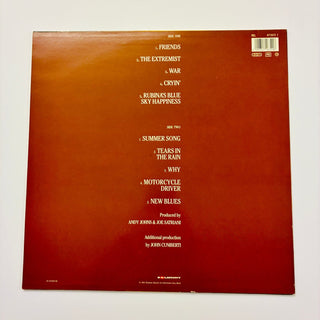 SIDE ONE
1. FRIENDS
2. THE EXTREMIST
3. WAR
4. CRYIN'
5. RUBINA'S BLUE
SKY HAPPINESS
SIDE TWO
1. SUMMER SONG
2. TEARS IN
THE RAIN
3. WHY
4. MOTORCYCLE
DRIVER
5. NEW BLUES
Produced by
ANDY JOHNS & JOE SATRIANI
Additional production
by JOHN CUNIBERTI